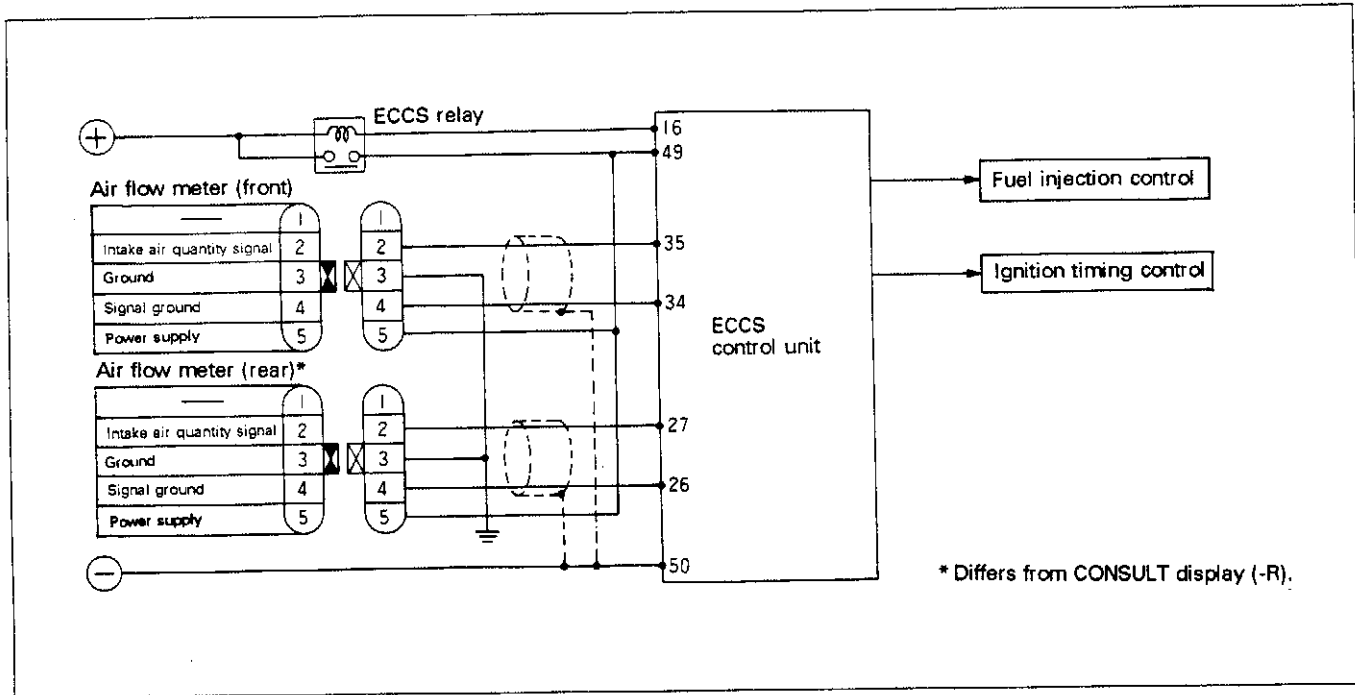 ECCS relay
+
16
49
Fuel injection control
Air flow meter (front)
— 1 1
Intake air quantity signal 2 2 35
Ground 3 3
Ignition timing control
Signal ground 4 4 34
Power supply 5 5
ECCS
control unit
Air flow meter (rear)*
— 1 1
Intake air quantity signal 2 2 27
Ground 3 3
Signal ground 4 4 26
Power supply 5 5
− 50
* Differs from CONSULT display (-R).